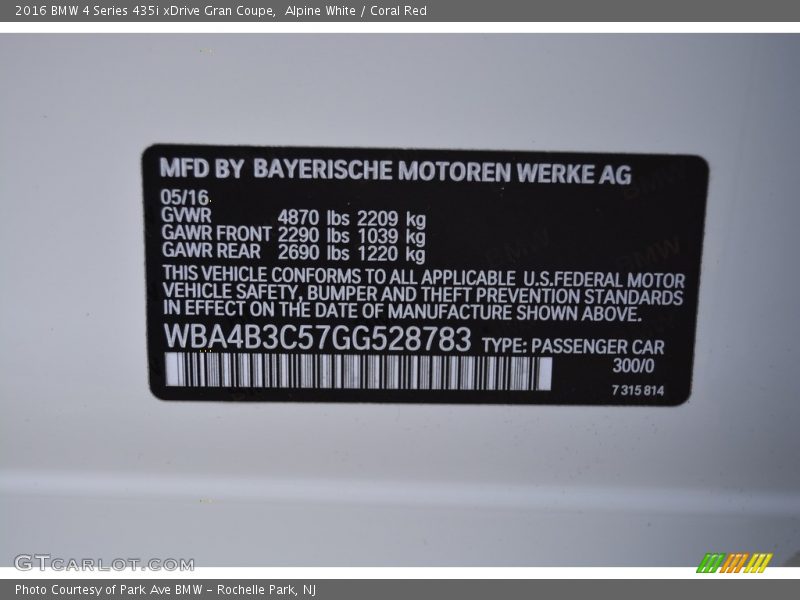 2016 BMW 4 Series 435i xDrive Gran Coupe,  Alpine White / Coral Red
MFD BY BAYERISCHE MOTOREN WERKE AG
05/16
GVWR 4870 lbs 2209 kg
GAWR FRONT 2290 lbs 1039 kg
GAWR REAR 2690 lbs 1220 kg
THIS VEHICLE CONFORMS TO ALL APPLICABLE U.S.FEDERAL MOTOR
VEHICLE SAFETY, BUMPER AND THEFT PREVENTION STANDARDS
IN EFFECT ON THE DATE OF MANUFACTURE SHOWN ABOVE.
WBA4B3C57GG528783 TYPE: PASSENGER CAR
300/0
7 315 814
GTCARLOT.COM
Photo Courtesy of Park Ave BMW - Rochelle Park, NJ